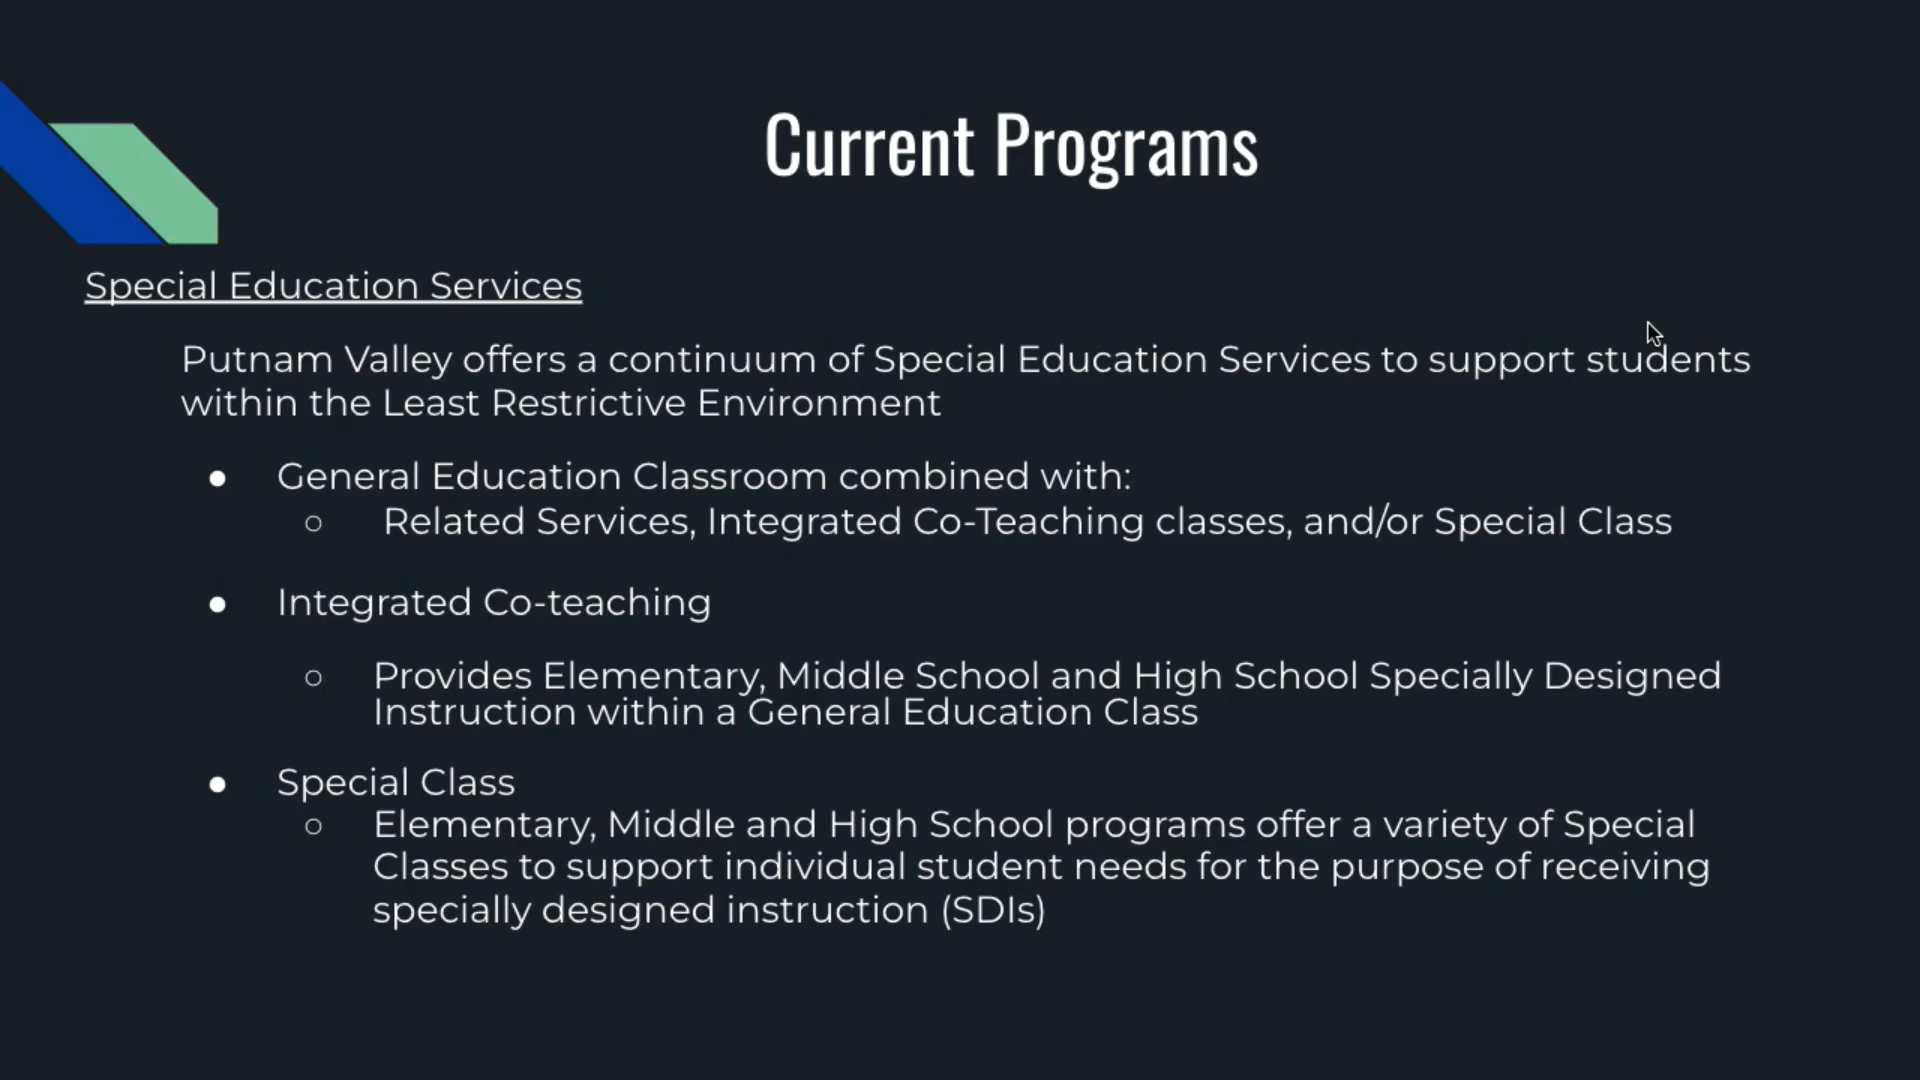 Current Programs
Special Education Services
Putnam Valley offers a continuum of Special Education Services to support students
within the Least Restrictive Environment
● General Education Classroom combined with:
○ Related Services, Integrated Co-Teaching classes, and/or Special Class
● Integrated Co-teaching
○ Provides Elementary, Middle School and High School Specially Designed
Instruction within a General Education Class
● Special Class
○ Elementary, Middle and High School programs offer a variety of Special
Classes to support individual student needs for the purpose of receiving
specially designed instruction (SDIs)